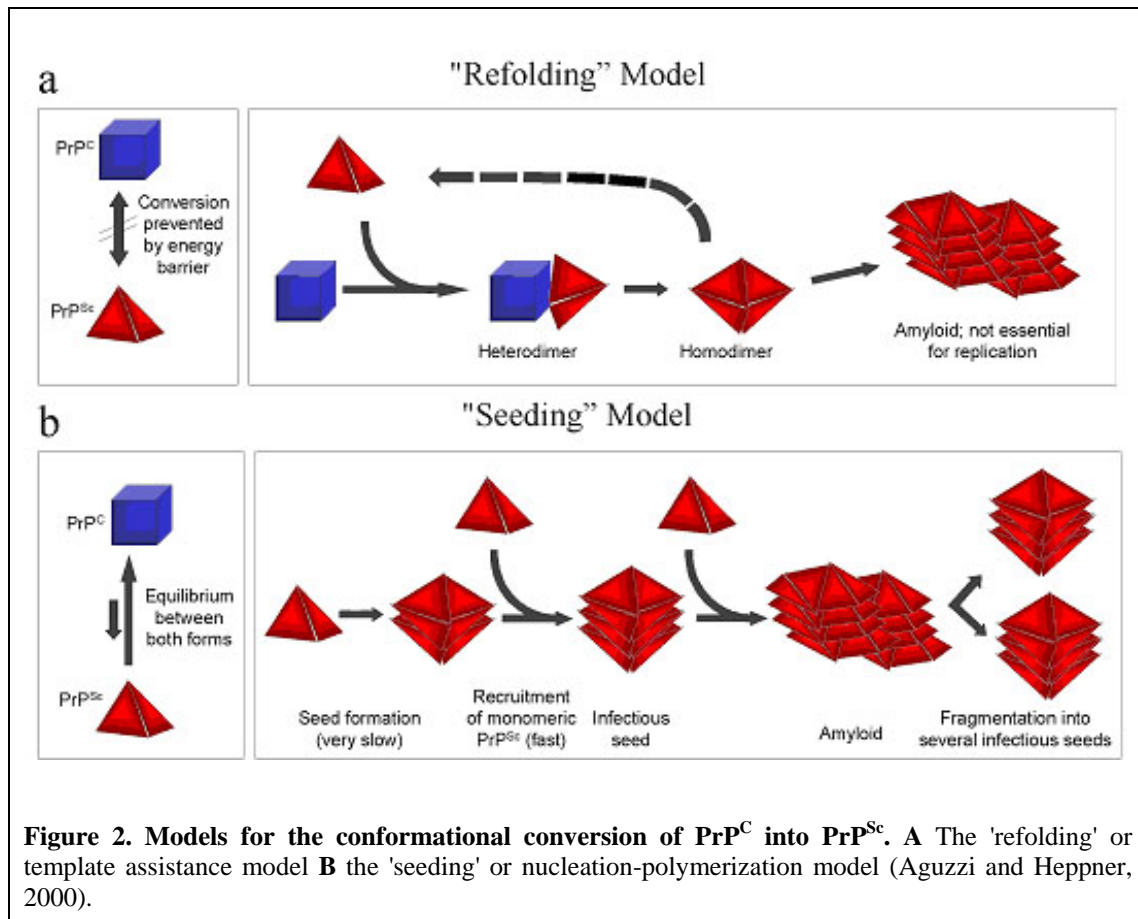 a
"Refolding” Model
PrP^C
Conversion
prevented
by energy
barrier
PrP^Sc
Heterodimer
Homodimer
Amyloid; not essential
for replication
b
"Seeding” Model
PrP^C
Equilibrium
between
both forms
PrP^Sc
Seed formation
(very slow)
Recruitment
of monomeric
PrP^Sc (fast)
Infectious
seed
Amyloid
Fragmentation into
several infectious seeds
Figure 2. Models for the conformational conversion of PrP^C into PrP^Sc. A The 'refolding' or
template assistance model B the 'seeding' or nucleation-polymerization model (Aguzzi and Heppner,
2000).